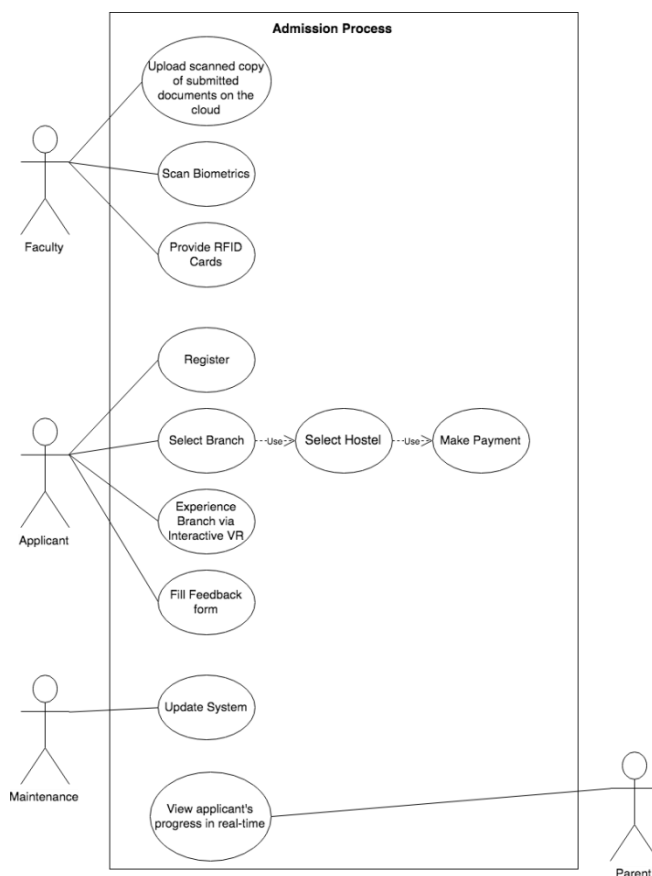 Admission Process
Upload scanned copy
of submitted
documents on the
cloud
Scan Biometrics
Faculty
Provide RFID
Cards
Register
Select Branch
Use
Select Hostel
Use
Make Payment
Applicant
Experience
Branch via
Interactive VR
Fill Feedback
form
Update System
Maintenance
View applicant's
progress in real-time
Parent